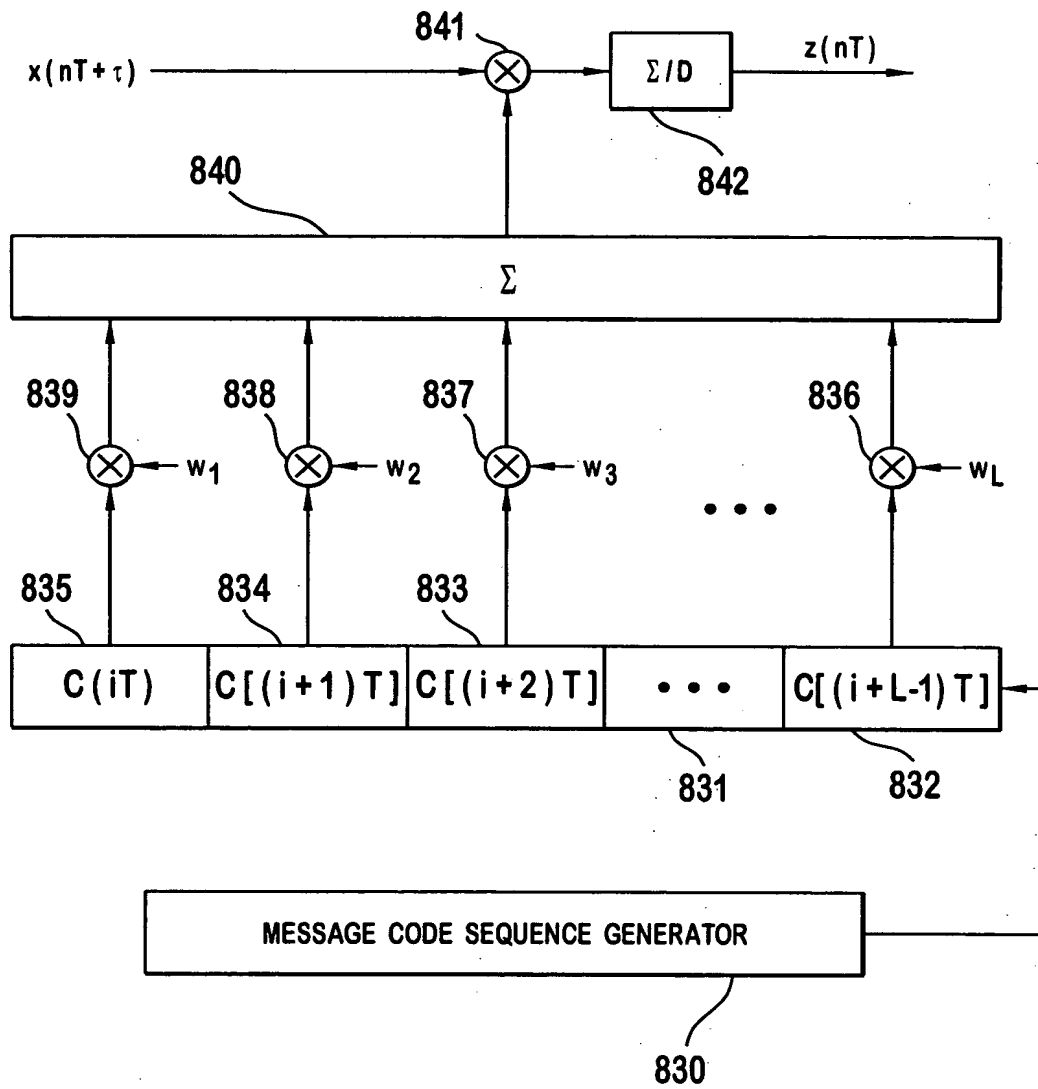 841
x(nT+τ)
Σ/D
z(nT)
842
840
Σ
839
838
837
836
w1
w2
w3
• • •
wL
835
834
833
C(iT)
C[(i+1)T]
C[(i+2)T]
• • •
C[(i+L-1)T]
831
832
MESSAGE CODE SEQUENCE GENERATOR
830